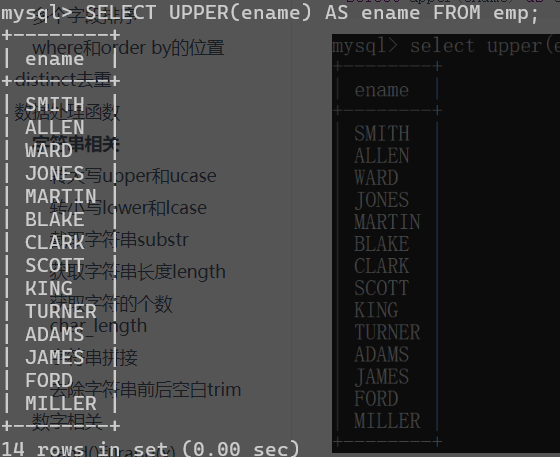 mysql> SELECT UPPER(ename) AS ename FROM emp;
+--------+
| ename  |
+--------+
| SMITH  |
| ALLEN  |
| WARD   |
| JONES  |
| MARTIN |
| BLAKE  |
| CLARK  |
| SCOTT  |
| KING   |
| TURNER |
| ADAMS  |
| JAMES  |
| FORD   |
| MILLER |
+--------+
14 rows in set (0.00 sec)
where和order by的位置
distinct去重
数据处理函数
字符串相关
转大写upper和ucase
转小写lower和lcase
截取字符串substr
获取字符串长度length
获取字符的个数
char_length
字符串拼接
去除字符串前后空白trim
数字相关
mysql> select upper(
+--------+
| ename  |
+--------+
| SMITH  |
| ALLEN  |
| WARD   |
| JONES  |
| MARTIN |
| BLAKE  |
| CLARK  |
| SCOTT  |
| KING   |
| TURNER |
| ADAMS  |
| JAMES  |
| FORD   |
| MILLER |
+--------+